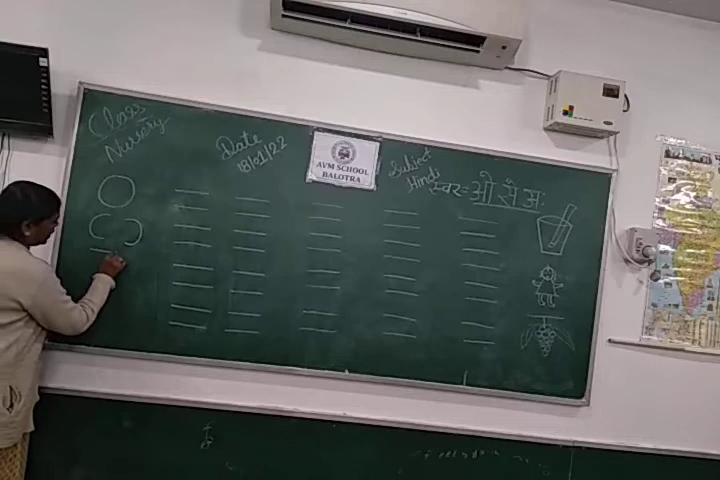 Class
Nursery
Date
18/01/22
AVM SCHOOL
BALOTRA
Subject
Hindi
स्वर = ओ से अः